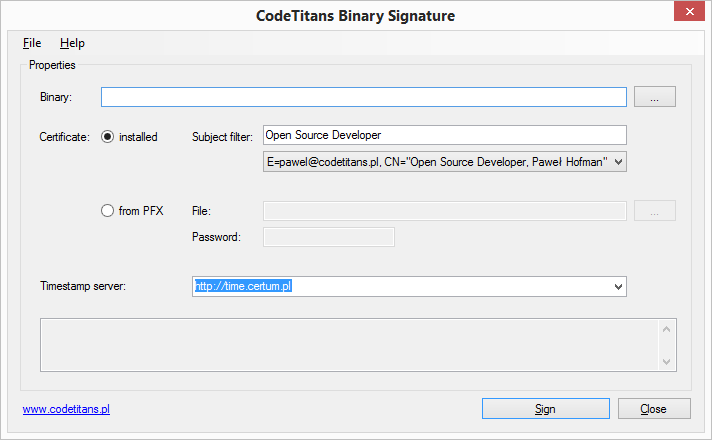 CodeTitans Binary Signature
File Help
Properties
Binary: ...
Certificate: installed Subject filter: Open Source Developer
E=pawel@codetitans.pl, CN="Open Source Developer, Paweł Hofman"
from PFX File: ...
Password:
Timestamp server: http://time.certum.pl
www.codetitans.pl Sign Close